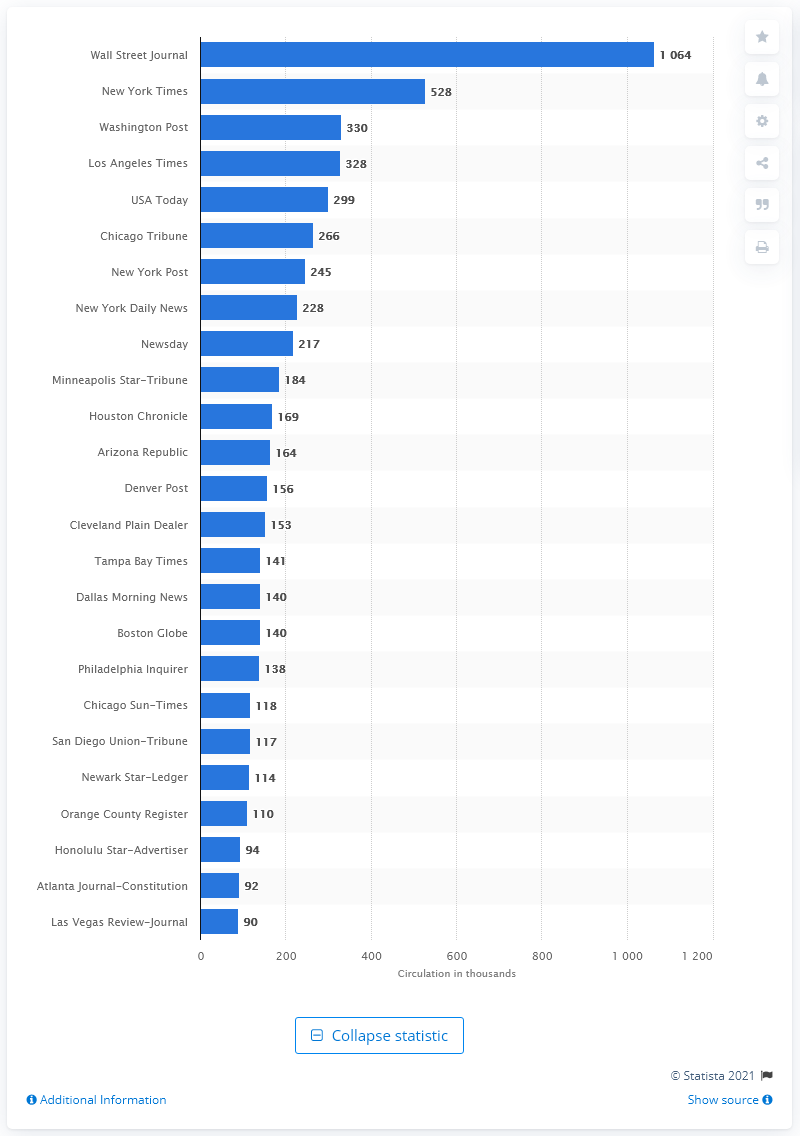 Wall Street Journal 1 064
New York Times 528
Washington Post 330
Los Angeles Times 328
USA Today 299
Chicago Tribune 266
New York Post 245
New York Daily News 228
Newsday 217
Minneapolis Star-Tribune 184
Houston Chronicle 169
Arizona Republic 164
Denver Post 156
Cleveland Plain Dealer 153
Tampa Bay Times 141
Dallas Morning News 140
Boston Globe 140
Philadelphia Inquirer 138
Chicago Sun-Times 118
San Diego Union-Tribune 117
Newark Star-Ledger 114
Orange County Register 110
Honolulu Star-Advertiser 94
Atlanta Journal-Constitution 92
Las Vegas Review-Journal 90
0 200 400 600 800 1 000 1 200
Circulation in thousands
Collapse statistic
© Statista 2021
Additional Information Show source